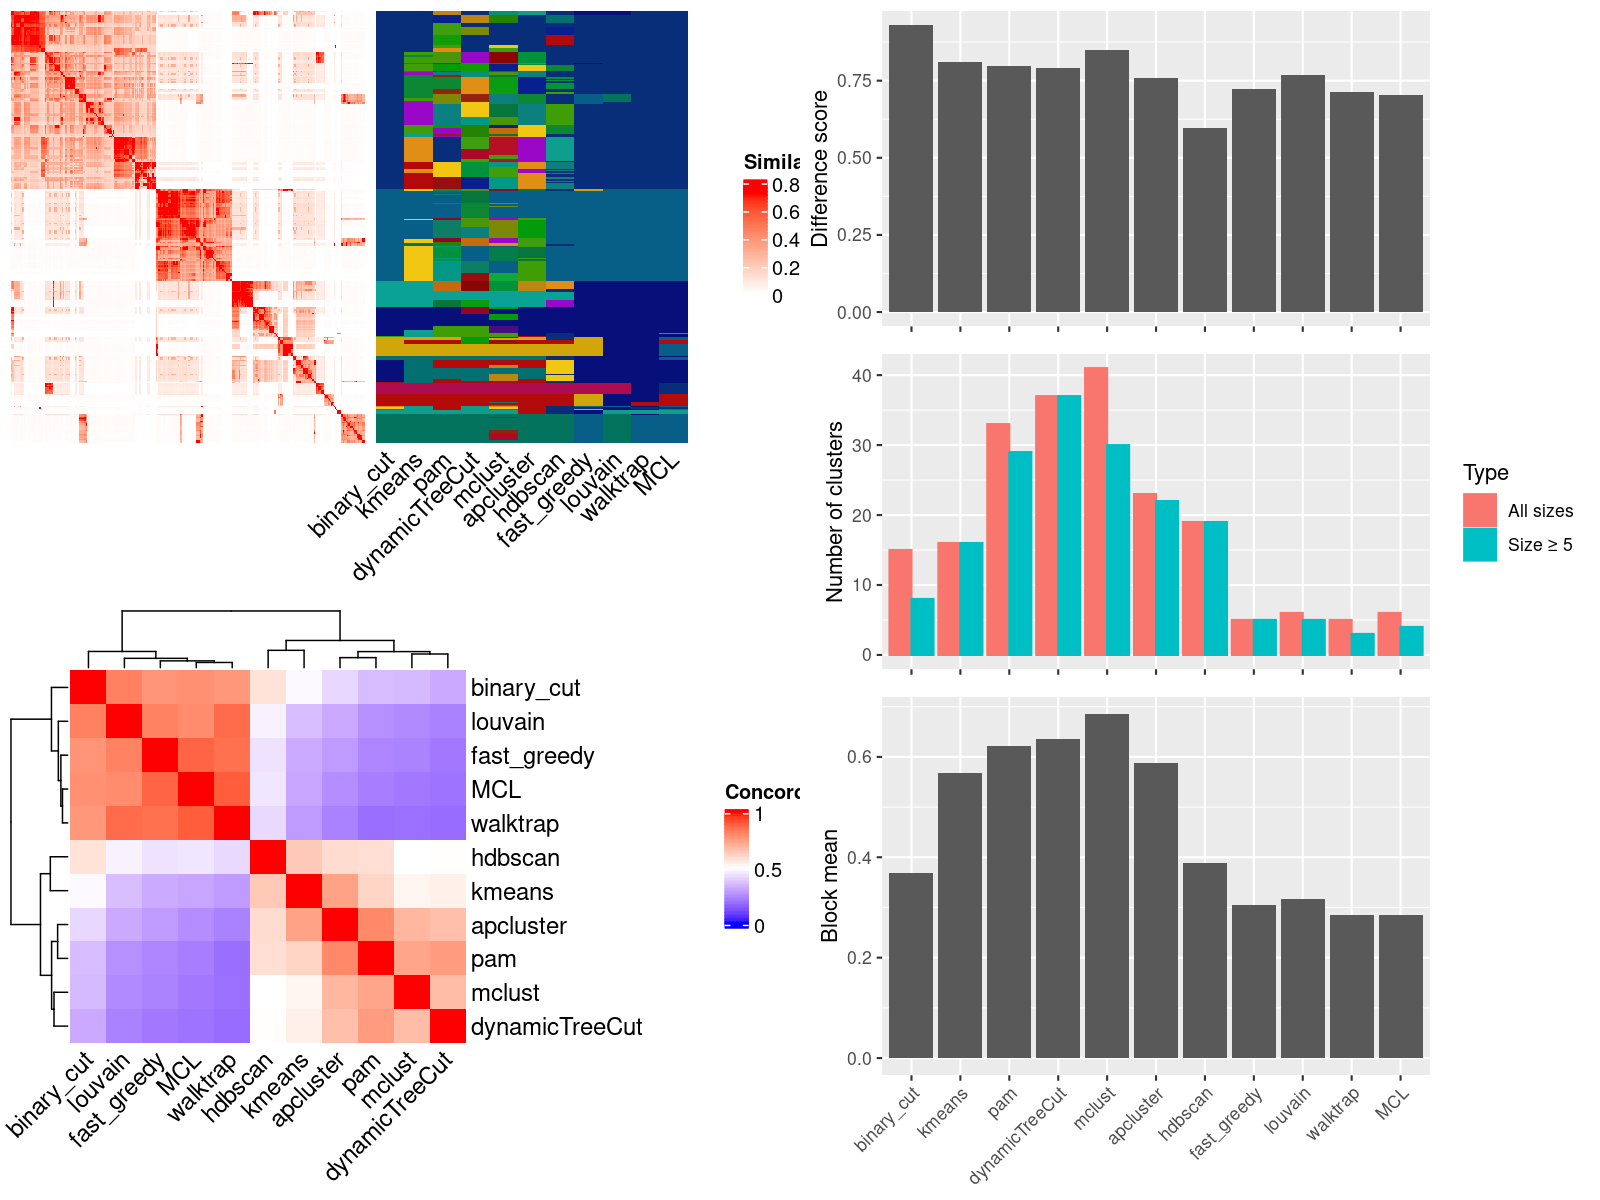 Simila
0.8
0.6
0.4
0.2
0
binary_cut
kmeans
pam
dynamicTreeCut
mclust
apcluster
hdbscan
fast_greedy
louvain
walktrap
MCL
binary_cut
louvain
fast_greedy
MCL
walktrap
hdbscan
kmeans
apcluster
pam
mclust
dynamicTreeCut
binary_cut
louvain
fast_greedy
MCL
walktrap
hdbscan
kmeans
apcluster
pam
mclust
dynamicTreeCut
Concord
1
0.5
0
Difference score
0.75
0.50
0.25
0.00
Number of clusters
40
30
20
10
0
Type
All sizes
Size ≥ 5
Block mean
0.6
0.4
0.2
0.0
binary_cut
kmeans
pam
dynamicTreeCut
mclust
apcluster
hdbscan
fast_greedy
louvain
walktrap
MCL